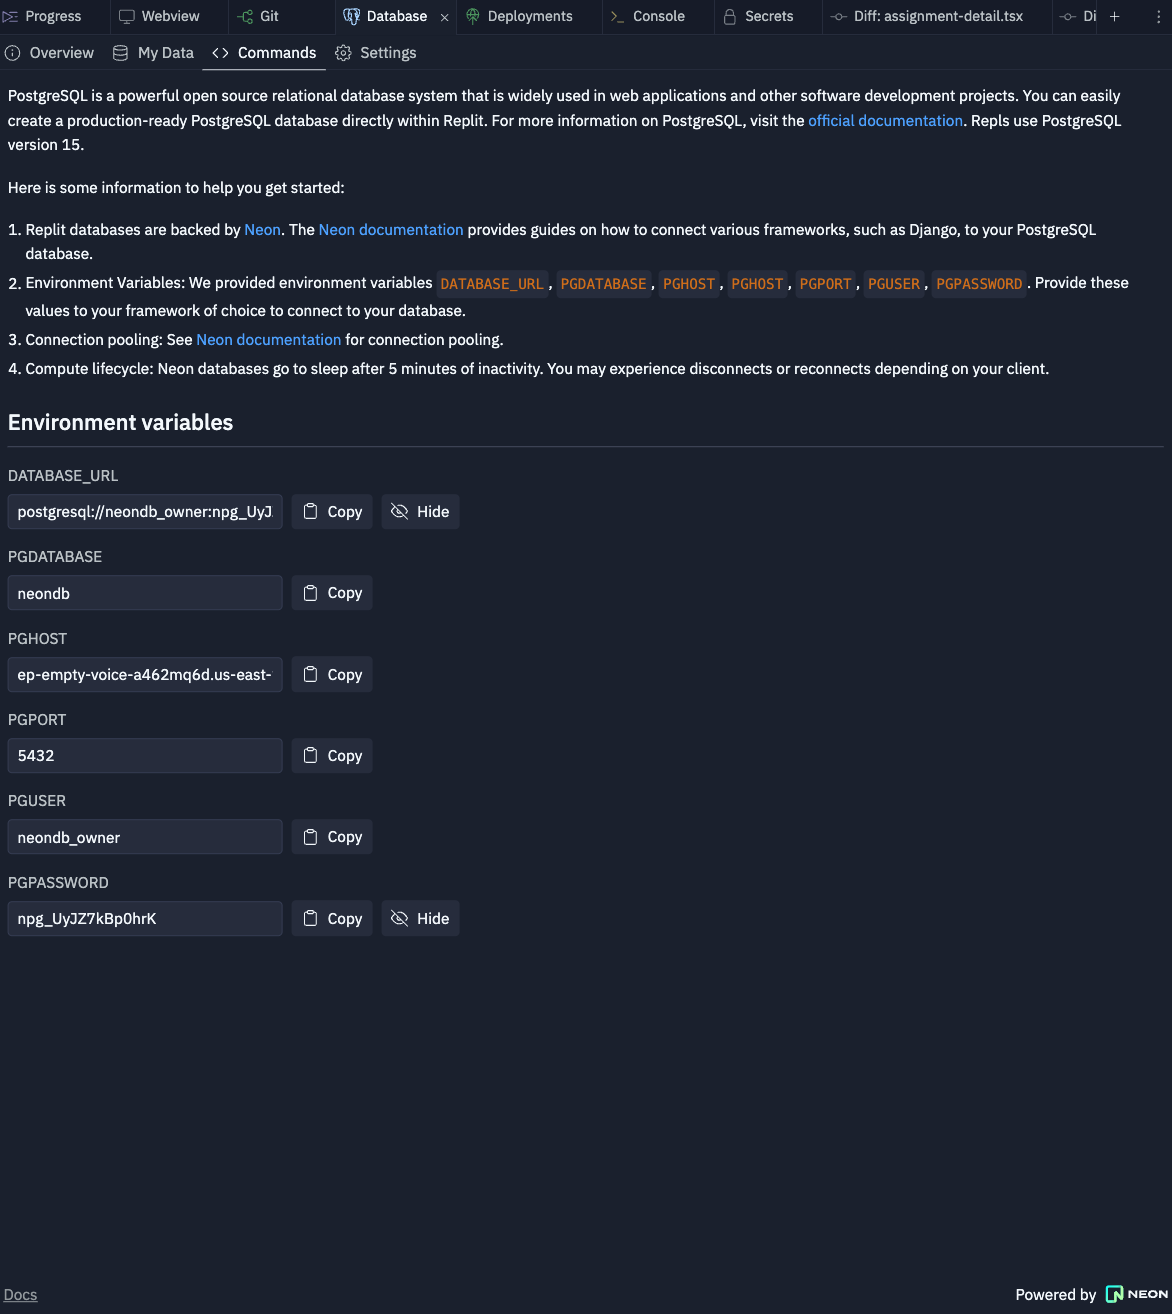 Progress
Webview
Git
Database
Deployments
Console
Secrets
Diff: assignment-detail.tsx
Di
Overview
My Data
Commands
Settings
PostgreSQL is a powerful open source relational database system that is widely used in web applications and other software development projects. You can easily
create a production-ready PostgreSQL database directly within Replit. For more information on PostgreSQL, visit the official documentation. Repls use PostgreSQL
version 15.
Here is some information to help you get started:
1. Replit databases are backed by Neon. The Neon documentation provides guides on how to connect various frameworks, such as Django, to your PostgreSQL
database.
2. Environment Variables: We provided environment variables DATABASE_URL, PGDATABASE, PGHOST, PGHOST, PGPORT, PGUSER, PGPASSWORD. Provide these
values to your framework of choice to connect to your database.
3. Connection pooling: See Neon documentation for connection pooling.
4. Compute lifecycle: Neon databases go to sleep after 5 minutes of inactivity. You may experience disconnects or reconnects depending on your client.
Environment variables
DATABASE_URL
postgresql://neondb_owner:npg_UyJ
Copy
Hide
PGDATABASE
neondb
Copy
PGHOST
ep-empty-voice-a462mq6d.us-east-
Copy
PGPORT
5432
Copy
PGUSER
neondb_owner
Copy
PGPASSWORD
npg_UyJZ7kBp0hrK
Copy
Hide
Docs
Powered by NEON